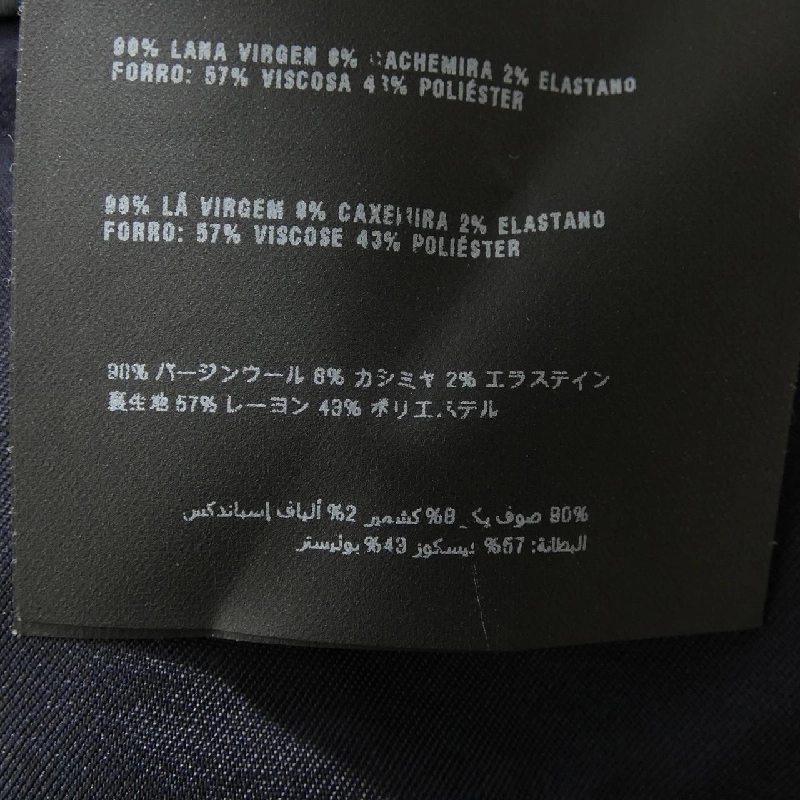 90% LANA VIRGEN 8% CACHEMIRA 2% ELASTANO
FORRO: 57% VISCOSA 43% POLIÉSTER
90% LÃ VIRGEM 8% CAXEMIRA 2% ELASTANO
FORRO: 57% VISCOSE 43% POLIÉSTER
90% バージンウール 8% カシミヤ 2% エラステイン
裏生地 57% レーヨン 43% ポリエステル
90% صوف بكر 8% كشمير 2% ألياف إسباندكس
البطانة: 57% فيسكوز 43% بوليستر